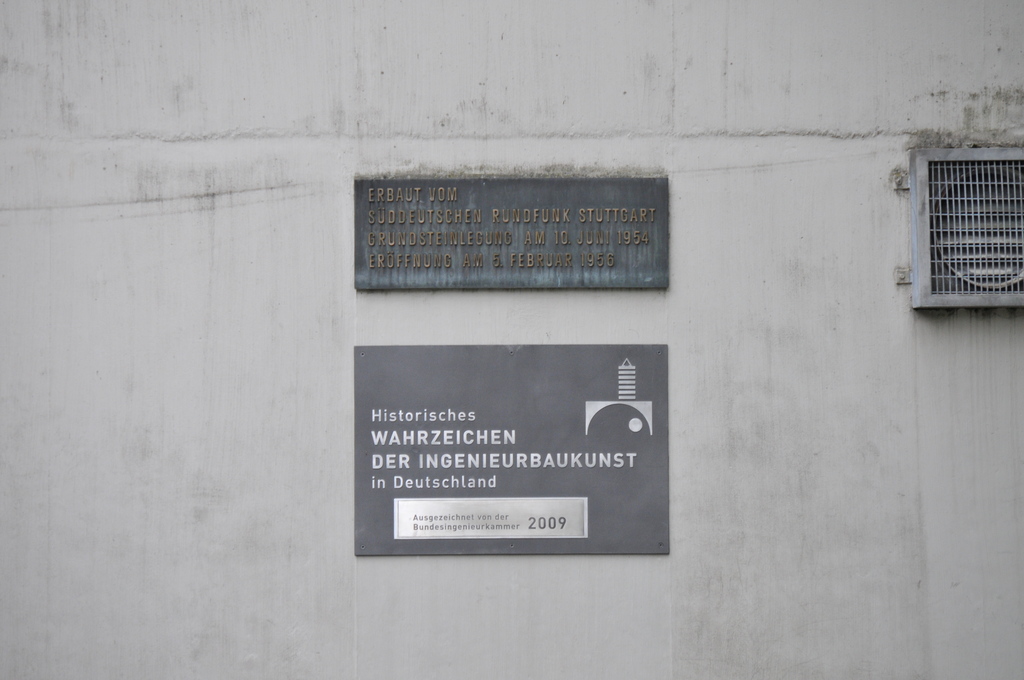 ERBAUT VOM
SÜDDEUTSCHEN RUNDFUNK STUTTGART
GRUNDSTEINLEGUNG AM 10. JUNI 1954
ERÖFFNUNG AM 5. FEBRUAR 1956
Historisches
WAHRZEICHEN
DER INGENIEURBAUKUNST
in Deutschland
Ausgezeichnet von der
Bundesingenieurkammer 2009